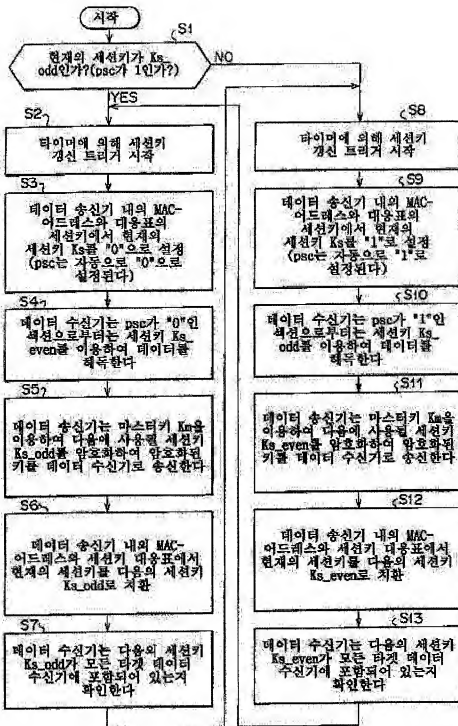 시작
S1
현재의 세션키가 Ks_
odd인가?(psc가 1인가?)
NO
YES
S2
타이머에 의해 세션키
갱신 트리거 시작
S3
데이터 송신기 내의 MAC-
어드레스와 대응표의
세션키에서 현재의
세션키 Ks를 "0"으로 설정
(psc는 자동으로 "0"으로
설정된다)
S4
데이터 수신기는 psc가 "0"인
섹션으로부터는 세션키 Ks_
even를 이용하여 데이터를
해독한다
S5
데이터 송신기는 마스터키 Km을
이용하여 다음에 사용될 세션키
Ks_odd를 암호화하여 암호화된
키를 데이터 수신기로 송신한다
S6
데이터 송신기 내의 MAC-
어드레스와 세션키 대응표에서
현재의 세션키를 다음의 세션키
Ks_odd로 치환
S7
데이터 수신기는 다음의 세션키
Ks_odd가 모든 타겟 데이터
수신기에 포함되어 있는지
확인한다
S8
타이머에 의해 세션키
갱신 트리거 시작
S9
데이터 송신기 내의 MAC-
어드레스와 대응표의
세션키에서 현재의
세션키 Ks를 "1"로 설정
(psc는 자동으로 "1"로
설정된다)
S10
데이터 수신기는 psc가 "1"인
섹션으로부터는 세션키 Ks_
odd를 이용하여 데이터를
해독한다
S11
데이터 송신기는 마스터키 Km을
이용하여 다음에 사용될 세션키
Ks_even를 암호화하여 암호화된
키를 데이터 수신기로 송신한다
S12
데이터 송신기 내의 MAC-
어드레스와 세션키 대응표에서
현재의 세션키를 다음의 세션키
Ks_even로 치환
S13
데이터 수신기는 다음의 세션키
Ks_even가 모든 타겟 데이터
수신기에 포함되어 있는지
확인한다